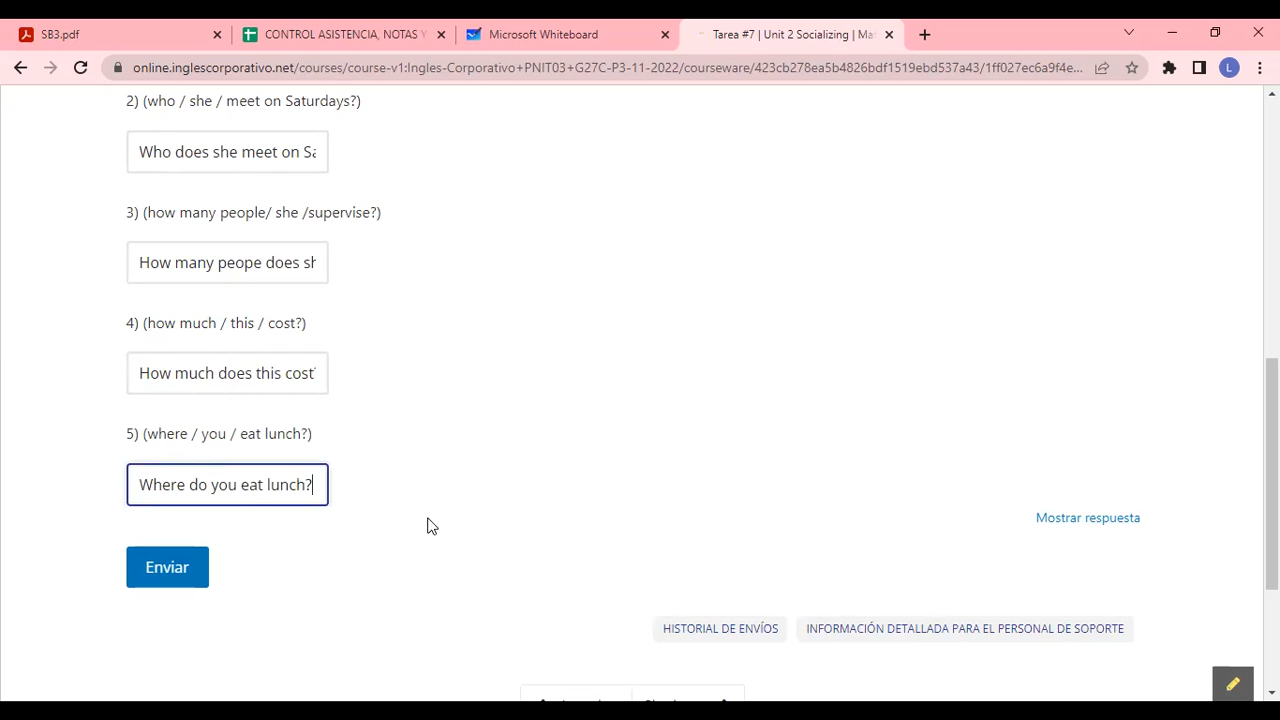 SB3.pdf
CONTROL ASISTENCIA, NOTAS Y
Microsoft Whiteboard
Tarea #7 | Unit 2 Socializing | Ma
online.inglescorporativo.net/courses/course-v1:Ingles-Corporativo+PNIT03+G27C-P3-11-2022/courseware/423cb278ea5b4826bdf1519ebd537a43/1ff027ec6a9f4e...
L
2) (who / she / meet on Saturdays?)
Who does she meet on Sa
3) (how many people/ she /supervise?)
How many peope does sh
4) (how much / this / cost?)
How much does this cost?
5) (where / you / eat lunch?)
Where do you eat lunch?
Mostrar respuesta
Enviar
HISTORIAL DE ENVÍOS
INFORMACIÓN DETALLADA PARA EL PERSONAL DE SOPORTE